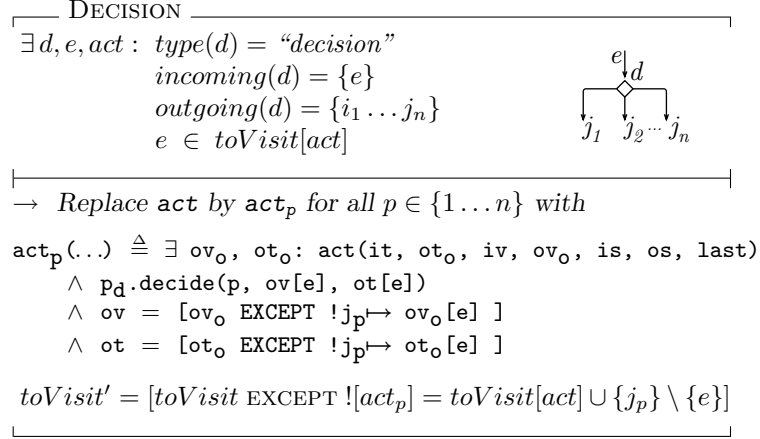 DECISION
∃ d, e, act : type(d) = “decision”
incoming(d) = {e}
outgoing(d) = {i₁ … jₙ}
e ∈ toVisit[act]
e
d
j₁ j₂ ... jₙ
→ Replace act by actₚ for all p ∈ {1 … n} with
actₚ(...) ≜ ∃ ovₒ, otₒ: act(it, otₒ, iv, ovₒ, is, os, last)
∧ p_d.decide(p, ov[e], ot[e])
∧ ov = [ovₒ EXCEPT !jₚ↦ ovₒ[e] ]
∧ ot = [otₒ EXCEPT !jₚ↦ otₒ[e] ]
toVisit′ = [toVisit EXCEPT ![actₚ] = toVisit[act] ∪ {jₚ} \ {e}]